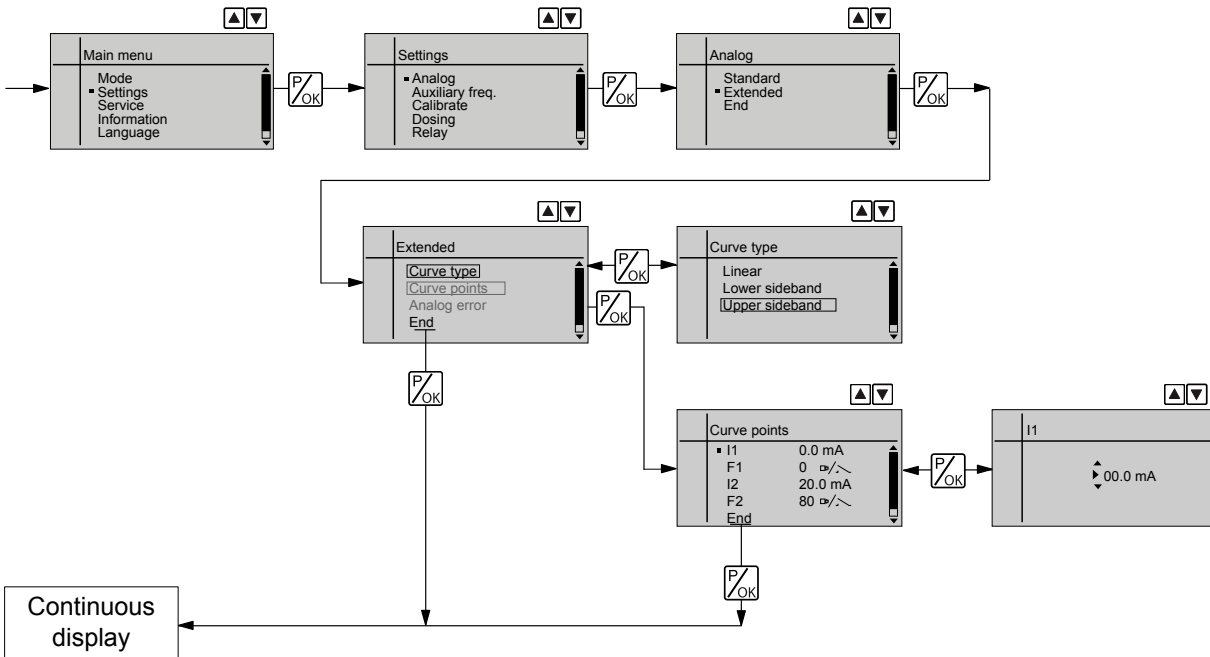 Main menu
Mode
Settings
Service
Information
Language
P/OK
Settings
Analog
Auxiliary freq.
Calibrate
Dosing
Relay
P/OK
Analog
Standard
Extended
End
P/OK
Extended
Curve type
Curve points
Analog error
End
P/OK
P/OK
Curve type
Linear
Lower sideband
Upper sideband
P/OK
Curve points
I1 0.0 mA
F1 0
I2 20.0 mA
F2 80
End
P/OK
I1
00.0 mA
P/OK
Continuous
display